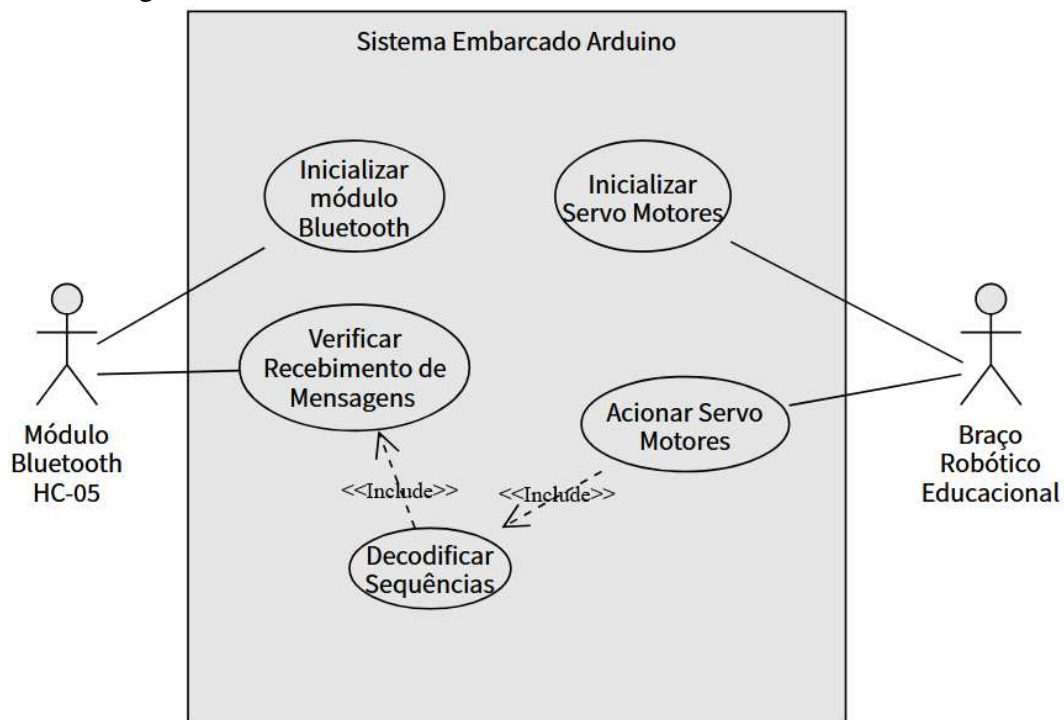 Sistema Embarcado Arduino
Inicializar
módulo
Bluetooth
Inicializar
Servo Motores
Verificar
Recebimento de
Mensagens
Acionar Servo
Motores
Módulo
Bluetooth
HC-05
Braço
Robótico
Educacional
<<Include>>
<<Include>>
Decodificar
Sequências